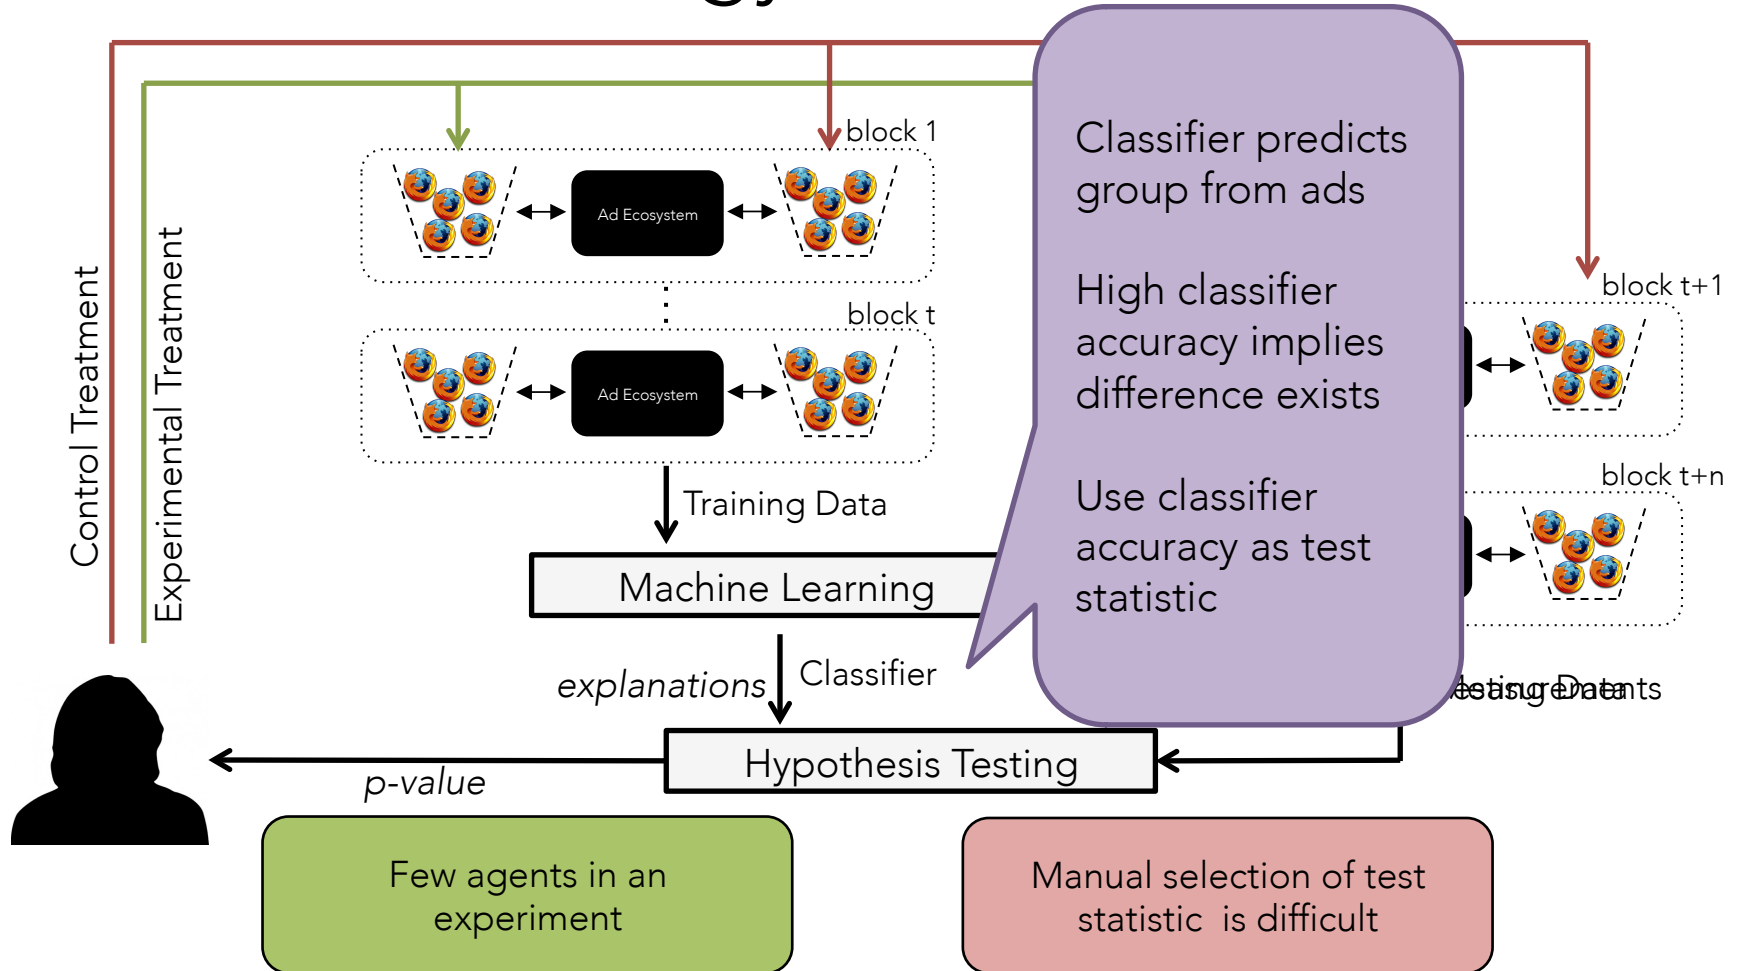 block 1
Ad Ecosystem
block t
Ad Ecosystem
Control Treatment
Experimental Treatment
Training Data
Machine Learning
explanations
Classifier
Hypothesis Testing
p-value
Classifier predicts
group from ads
High classifier
accuracy implies
difference exists
Use classifier
accuracy as test
statistic
block t+1
block t+n
Few agents in an
experiment
Manual selection of test
statistic is difficult